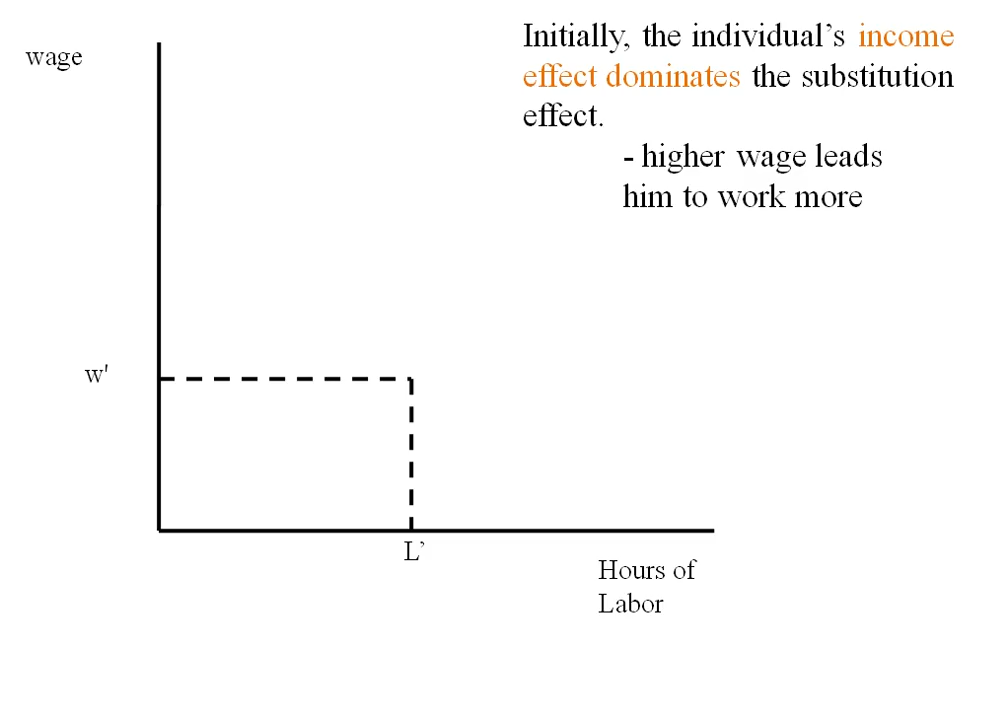 wage
Initially, the individual’s income
effect dominates the substitution
effect.
- higher wage leads
him to work more
w'
L’
Hours of
Labor